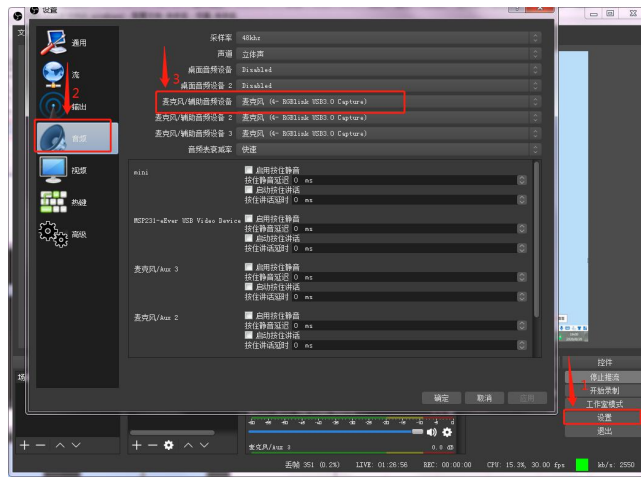 设置
通用
流
2
输出
音频
视频
热键
高级
采样率 48khz
声道 立体声
3
桌面音频设备 Disabled
桌面音频设备 2 Disabled
麦克风/辅助音频设备 麦克风 (4- RGBlink USB3.0 Capture)
麦克风/辅助音频设备 2 麦克风 (4- RGBlink USB3.0 Capture)
麦克风/辅助音频设备 3 麦克风 (4- RGBlink USB3.0 Capture)
音频表衰减率 快速
mini
启用按住静音
按住静音延迟 0 ms
启动按住讲话
按住讲话延时 0 ms
MSP231-eEver USB Video Device
启用按住静音
按住静音延迟 0 ms
启动按住讲话
按住讲话延时 0 ms
麦克风/Aux 3
启用按住静音
按住静音延迟 0 ms
启动按住讲话
按住讲话延时 0 ms
麦克风/Aux 2
启用按住静音
按住静音延迟 0 ms
启动按住讲话
按住讲话延时 0 ms
确定 取消 应用
控件
停止推流
1
开始录制
工作室模式
设置
退出
麦克风/Aux 3 0.0 dB
丢帧 351 (0.2%) LIVE: 01:26:56 REC: 00:00:00 CPU: 15.3%, 30.00 fps kb/s: 2550